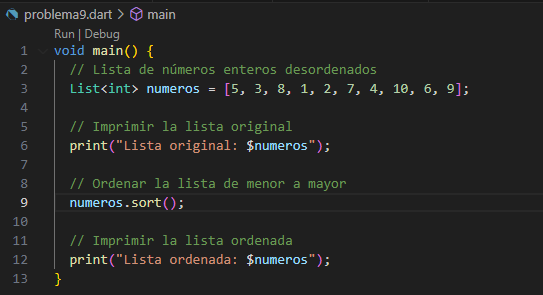 problema9.dart > main
Run | Debug
1 void main() {
2 // Lista de números enteros desordenados
3 List<int> numeros = [5, 3, 8, 1, 2, 7, 4, 10, 6, 9];
4
5 // Imprimir la lista original
6 print("Lista original: $numeros");
7
8 // Ordenar la lista de menor a mayor
9 numeros.sort();
10
11 // Imprimir la lista ordenada
12 print("Lista ordenada: $numeros");
13 }